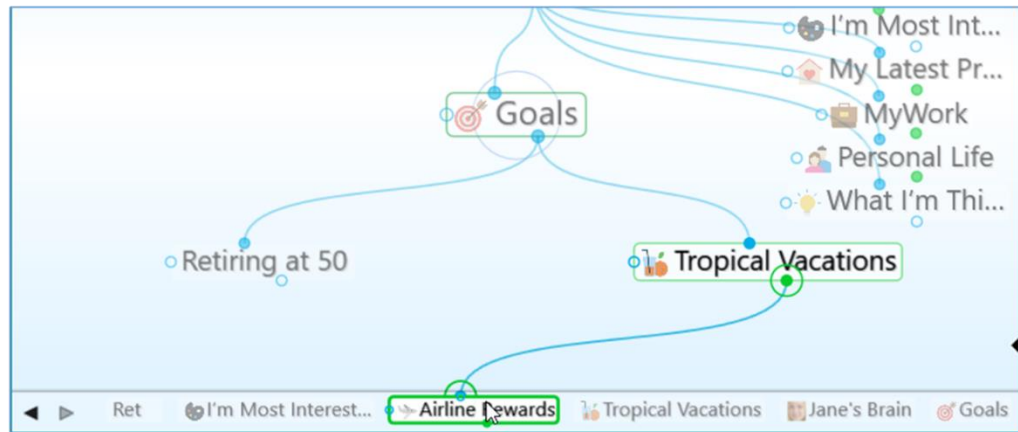 I'm Most Int...
My Latest Pr...
Goals
MyWork
Personal Life
What I'm Thi...
Retiring at 50
Tropical Vacations
Ret I'm Most Interest... Airline Rewards Tropical Vacations Jane's Brain Goals